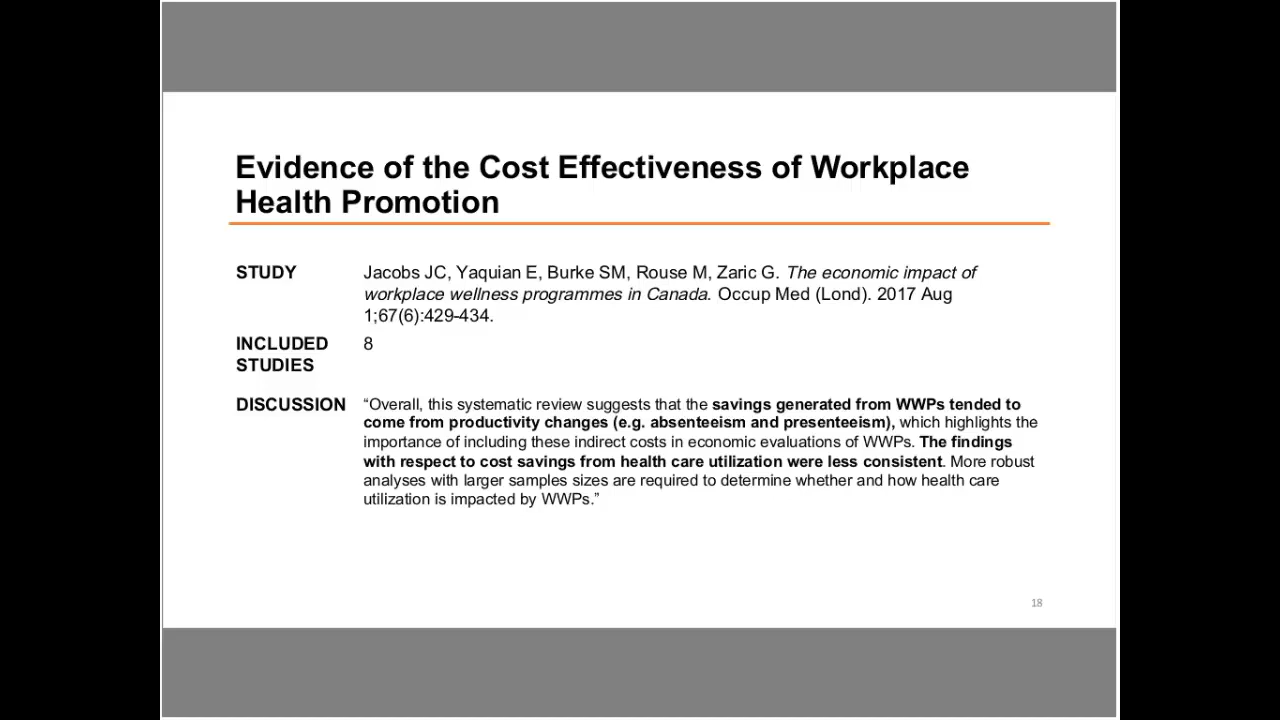 Evidence of the Cost Effectiveness of Workplace
Health Promotion
STUDY
Jacobs JC, Yaquian E, Burke SM, Rouse M, Zaric G. The economic impact of
workplace wellness programmes in Canada. Occup Med (Lond). 2017 Aug
1;67(6):429-434.
INCLUDED
STUDIES
8
DISCUSSION
“Overall, this systematic review suggests that the savings generated from WWPs tended to
come from productivity changes (e.g. absenteeism and presenteeism), which highlights the
importance of including these indirect costs in economic evaluations of WWPs. The findings
with respect to cost savings from health care utilization were less consistent. More robust
analyses with larger samples sizes are required to determine whether and how health care
utilization is impacted by WWPs.”
18